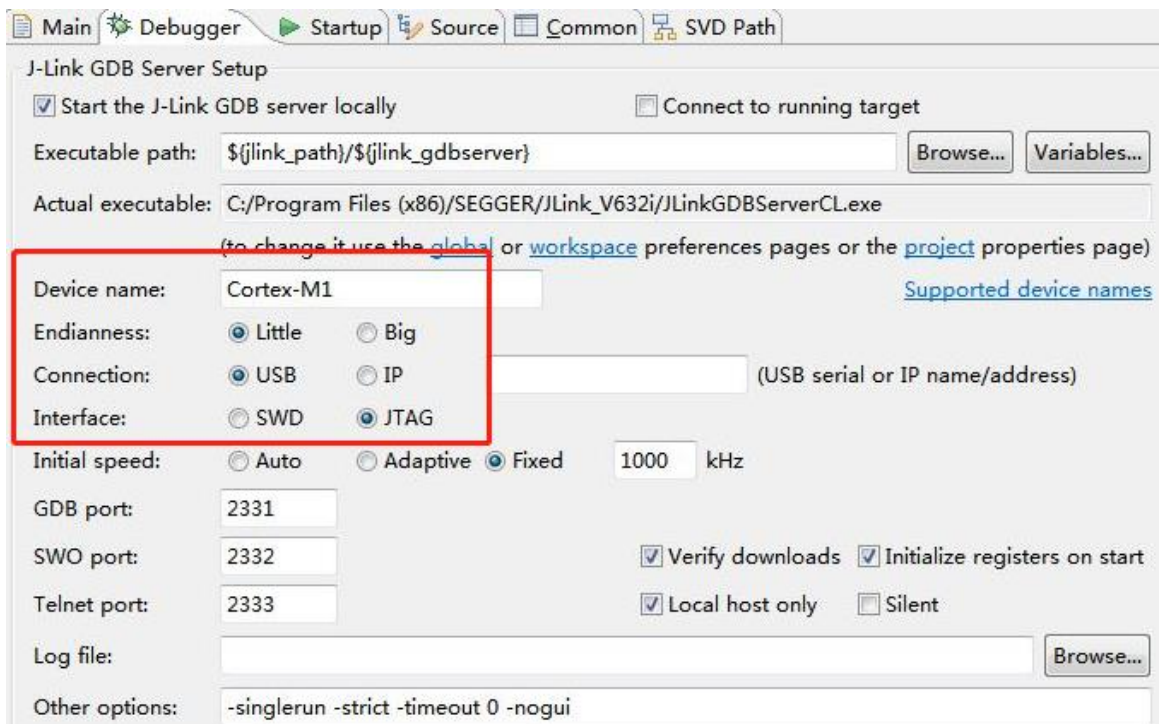 Main Debugger Startup Source Common SVD Path
J-Link GDB Server Setup
Start the J-Link GDB server locally Connect to running target
Executable path: ${jlink_path}/${jlink_gdbserver} Browse... Variables...
Actual executable: C:/Program Files (x86)/SEGGER/JLink_V632i/JLinkGDBServerCL.exe
(to change it use the global or workspace preferences pages or the project properties page)
Device name: Cortex-M1 Supported device names
Endianness: Little Big
Connection: USB IP (USB serial or IP name/address)
Interface: SWD JTAG
Initial speed: Auto Adaptive Fixed 1000 kHz
GDB port: 2331
SWO port: 2332 Verify downloads Initialize registers on start
Telnet port: 2333 Local host only Silent
Log file: Browse...
Other options: -singlerun -strict -timeout 0 -nogui